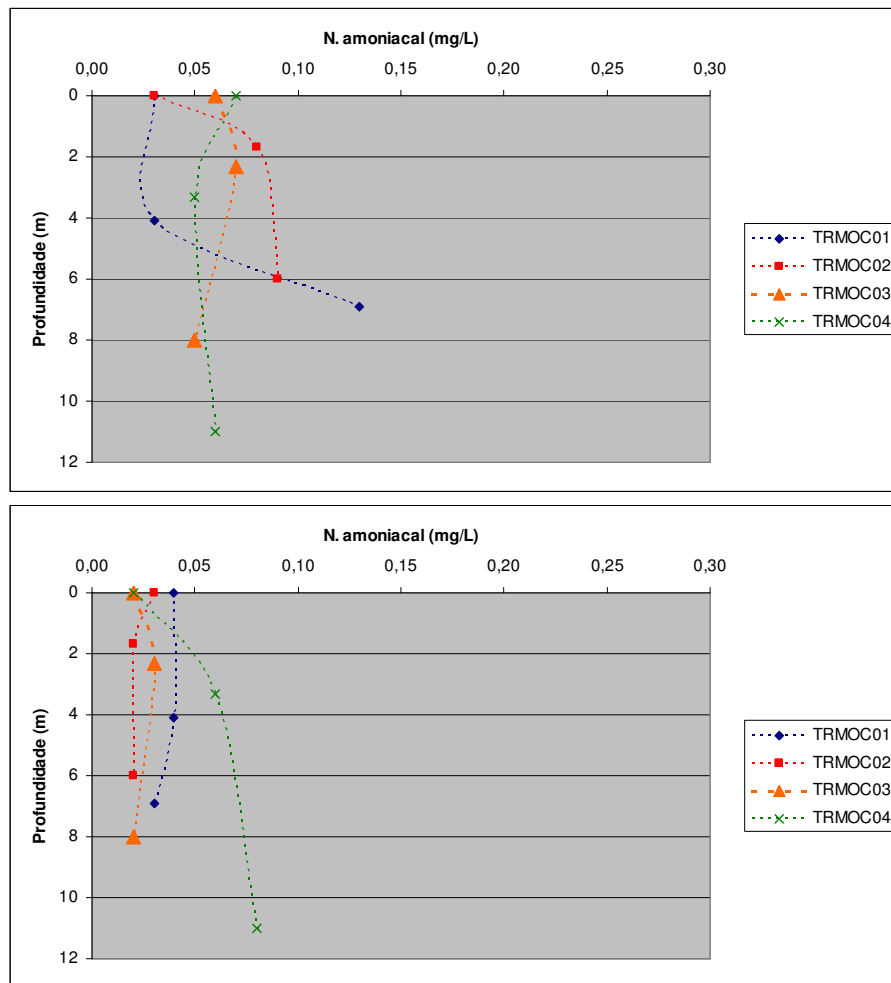 N. amoniacal (mg/L)
0,00 0,05 0,10 0,15 0,20 0,25 0,30
0
2
4
6
8
10
12
Profundidade (m)
TRMOC01
TRMOC02
TRMOC03
TRMOC04
N. amoniacal (mg/L)
0,00 0,05 0,10 0,15 0,20 0,25 0,30
0
2
4
6
8
10
12
Profundidade (m)
TRMOC01
TRMOC02
TRMOC03
TRMOC04